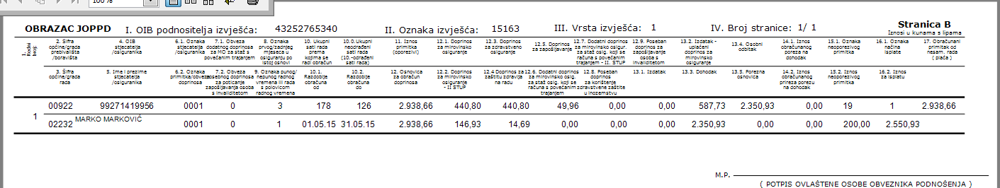 100 %
OBRAZAC JOPPD I. OIB podnositelja izvješća: 43252765340 II. Oznaka izvješća: 15163 III. Vrsta izvješća: 1 IV. Broj stranice: 1/ 1 Stranica B
Iznosi u kunama s lipama
1. Redni broj:
2. Šifra općine/grada prebivališta /boravišta
4. OIB stjecatelja /osiguranika
6.1. Oznaka stjecatelja /osiguranika
7.1. Obveza dodatnog doprinosa za MO za staž s povećanim trajanjem
8. Oznaka prvog/zadnjeg mjeseca u osiguranju po istoj osnovi
10. Ukupni sati rada prema kojima se radi obračun
10.0.Ukupni neodrađeni sati rada (10.-odrađeni sati rada)
11. Iznos primitka (oporezivi)
12.1. Doprinos za mirovinsko osiguranje
12.3. Doprinos za zdravstveno osiguranje
12.5. Doprinos za zapošljavanje
12.7. Dodatni doprinos za mirovinsko osigur. za staž osig. koji se računa s povećanim trajanjem - II. STUP
12.9. Poseban doprinos za zapošljavanje osoba s invaliditetom
13.2. Izdatak - uplaćeni doprinos za mirovinsko osiguranje
13.4. Osobni odbitak
14.1. Iznos obračunanog poreza na dohodak
15.1. Oznaka neoporezivog primitka
16.1. Oznaka načina isplate
17. Obračunani primitak od nesam. rada ( plaća )
3. Šifra općine/grada rada
5. Ime i prezime stjecatelja /osiguranika
6.2. Oznaka primitka/obveze doprinosa
7.2. Obveza posebnog doprinosa za poticanje zapošljavanja osoba s invaliditetom
9. Oznaka punog/ nepunog radnog vremena ili rada s polovicom radnog vremena
10.1. Razdoblje obračuna od
10.2. Razdoblje obračuna do
12. Osnovica za obračun doprinosa
12.2. Doprinos za mirovinsko osiguranje - II STUP
12.4 Doprinos za zaštitu zdravlja na radu
12.6. Dodatni doprinos za mirovinsko osig. za staž osig. koji se računa s povećanim trajanjem
12.8. Poseban doprinos za korištenje zdravstvene zaštite u inozemstvu
13.1. Izdatak
13.3. Dohodak
13.5. Porezna osnovica
14.2. Iznos obračunanog prireza porezu na dohodak
15.2. Iznos neoporezivog primitka
16.2. Iznos za isplatu
1
00922 99271419956 0001 0 3 178 126 2.938,66 440,80 440,80 49,96 0,00 0,00 587,73 2.350,93 0,00 19 1 2.938,66
02232 MARKO MARKOVIĆ 0001 0 1 01.05.15 31.05.15 2.938,66 146,93 14,69 0,00 0,00 0,00 2.350,93 0,00 0,00 200,00 2.550,93
M.P.
( POTPIS OVLAŠTENE OSOBE OBVEZNIKA PODNOŠENJA )